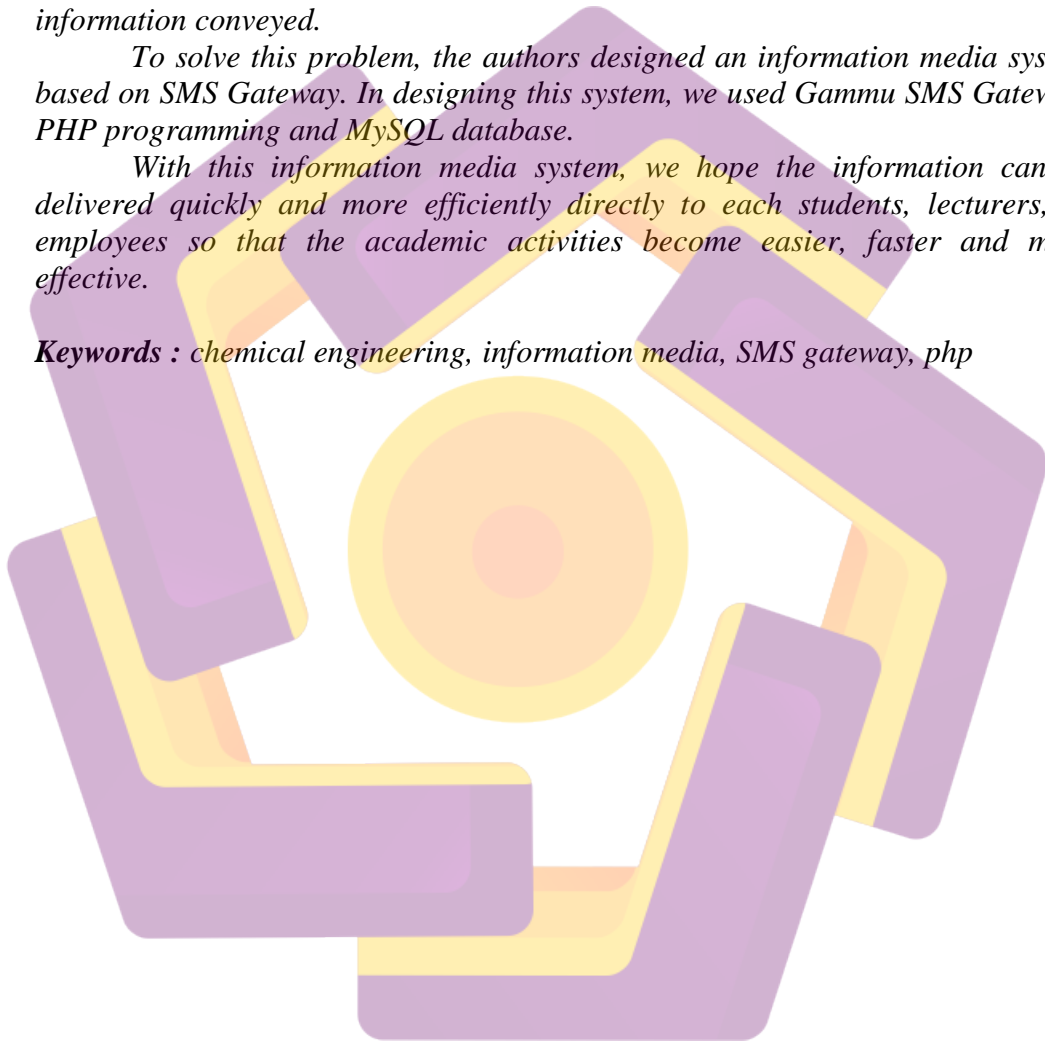 information conveyed.
To solve this problem, the authors designed an information media sys
based on SMS Gateway. In designing this system, we used Gammu SMS Gatew
PHP programming and MySQL database.
With this information media system, we hope the information can
delivered quickly and more efficiently directly to each students, lecturers,
employees so that the academic activities become easier, faster and m
effective.
Keywords : chemical engineering, information media, SMS gateway, php